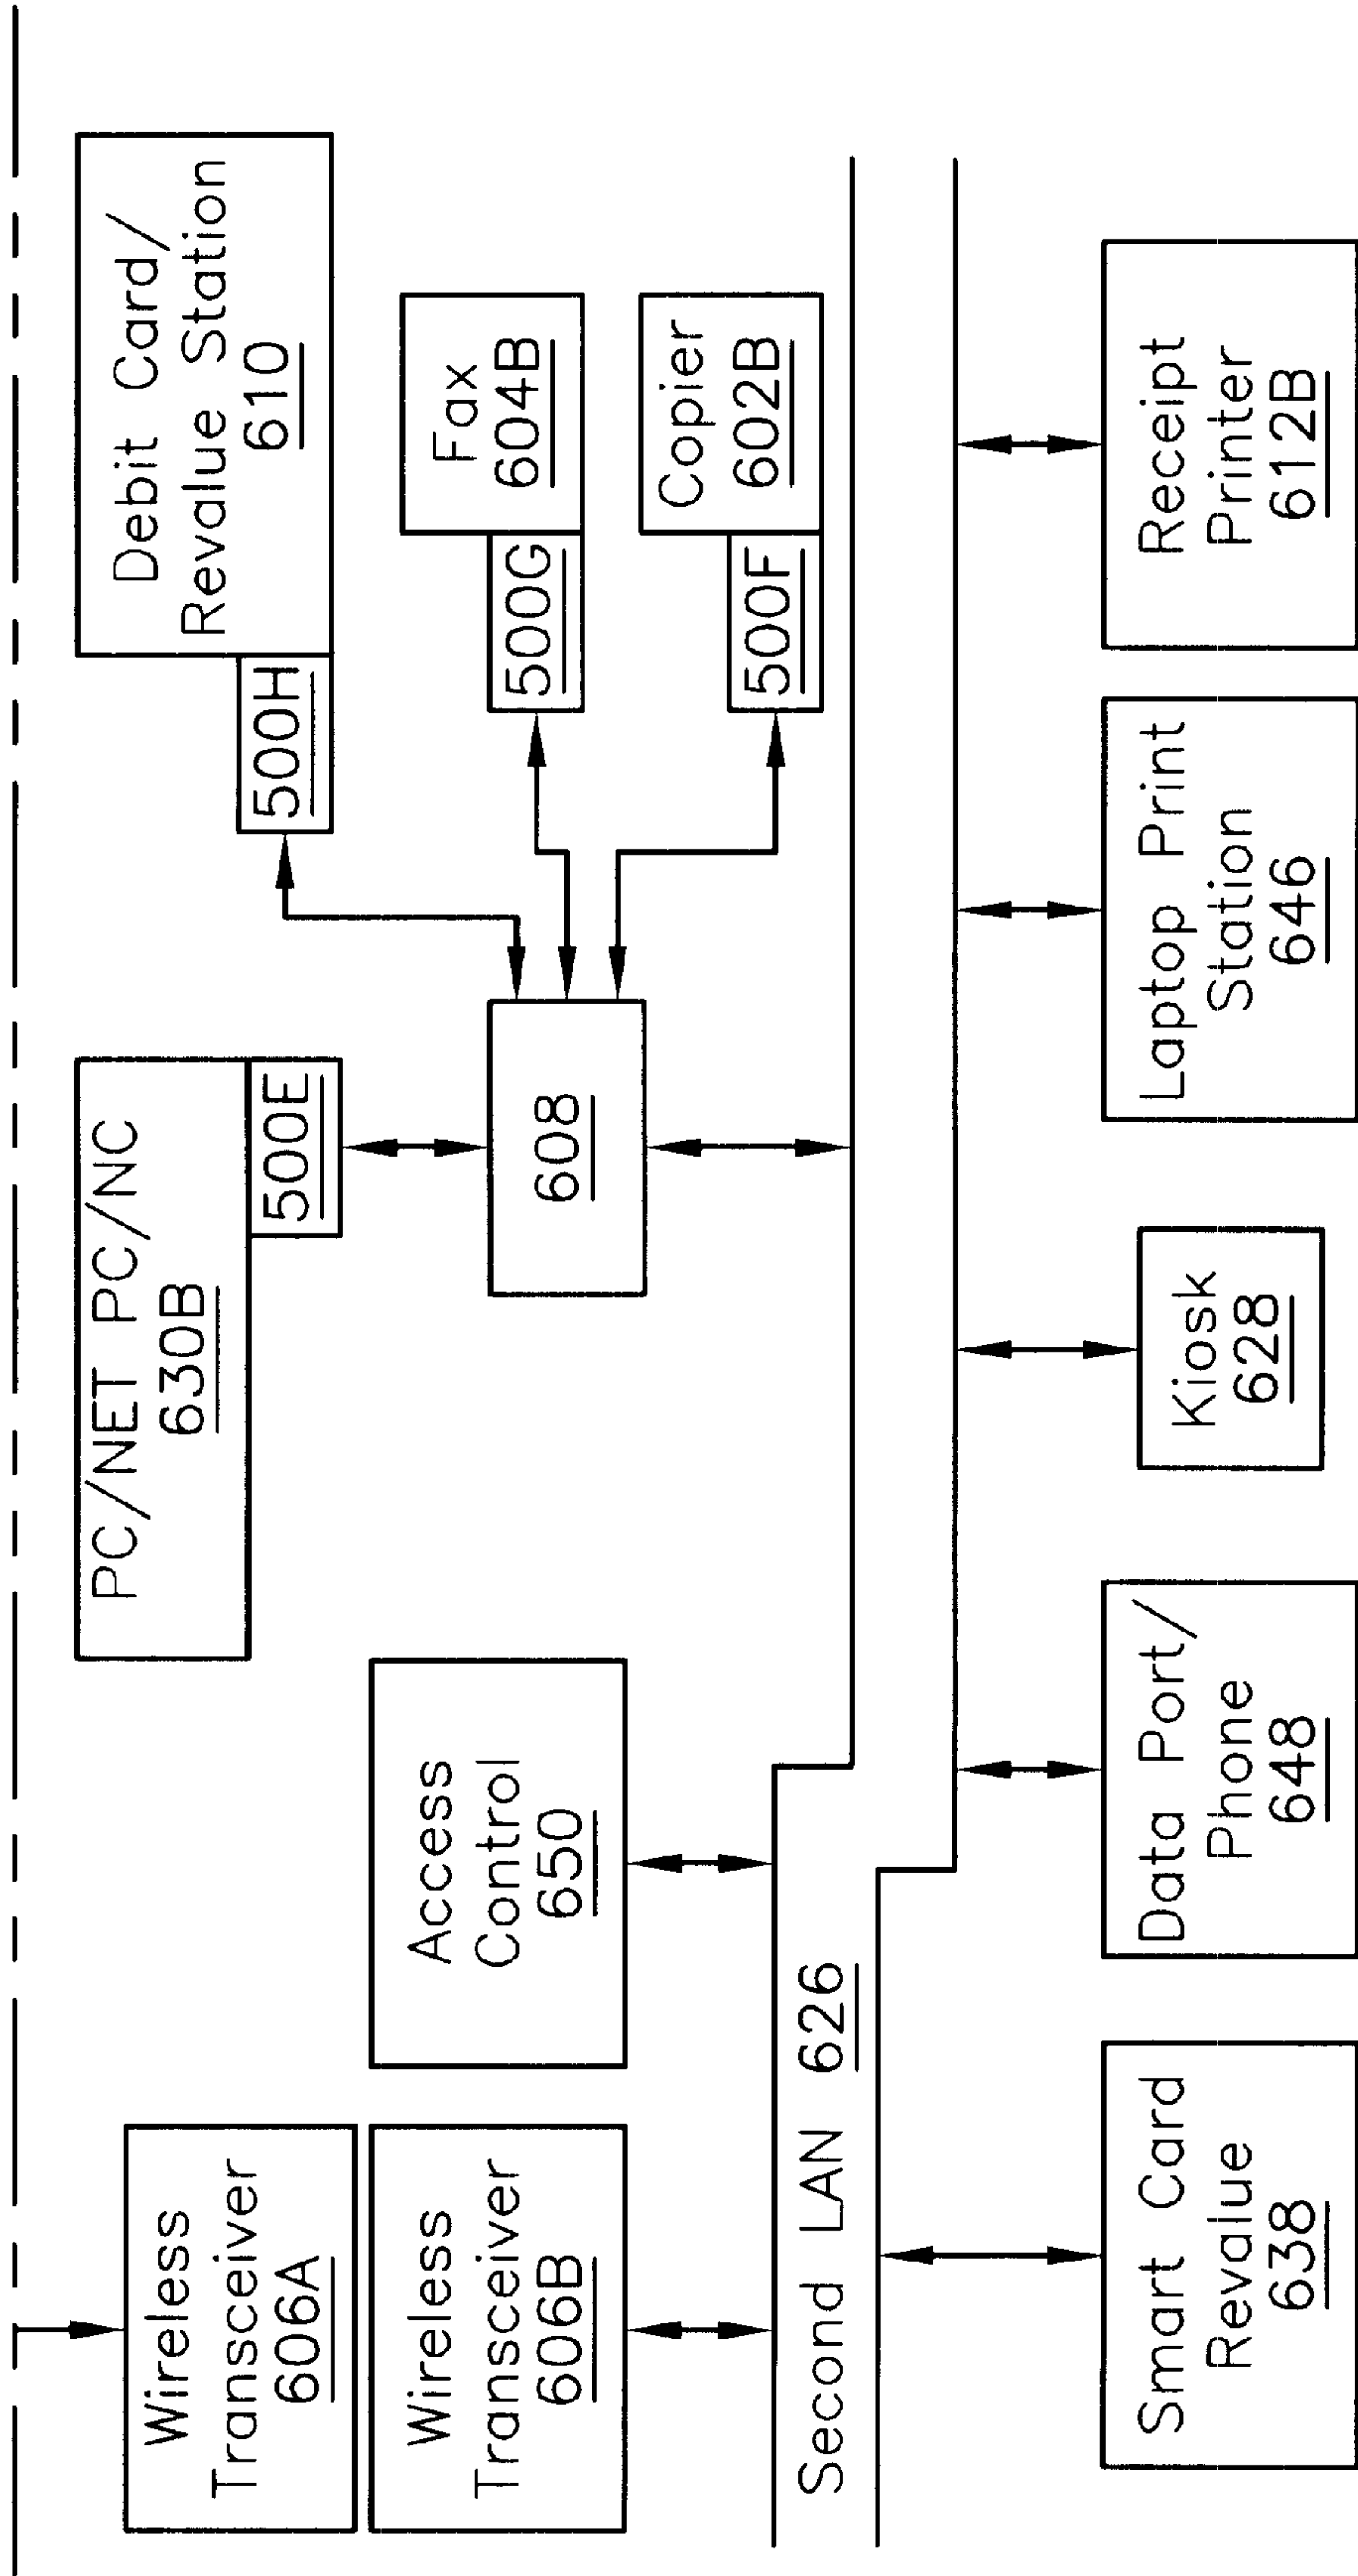 Wireless
Transceiver
606A
Wireless
Transceiver
606B
Access
Control
650
PC/NET PC/NC
630B
500E
608
Debit Card/
Revalue Station
610
500H
Fax
604B
500G
Copier
602B
500F
Second LAN 626
Smart Card
Revalue
638
Data Port/
Phone
648
Kiosk
628
Laptop Print
Station
646
Receipt
Printer
612B